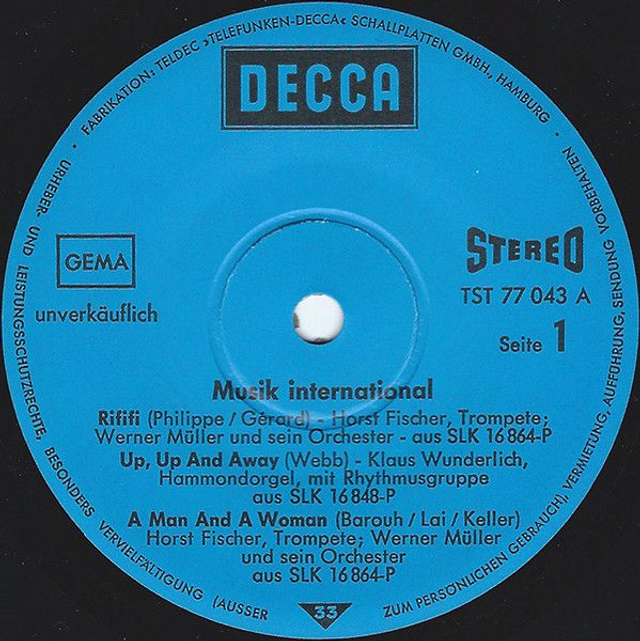 FABRIKATION: TELDEC ›TELEFUNKEN-DECCA‹ SCHALLPLATTEN GMBH., HAMBURG •
DECCA
GEMA
unverkäuflich
STEREO
TST 77 043 A
Seite 1
Musik international
Rififi (Philippe / Gérard) - Horst Fischer, Trompete;
Werner Müller und sein Orchester - aus SLK 16 864-P
Up, Up And Away (Webb) - Klaus Wunderlich,
Hammondorgel, mit Rhythmusgruppe
aus SLK 16 848-P
A Man And A Woman (Barouh / Lai / Keller)
Horst Fischer, Trompete; Werner Müller
und sein Orchester
aus SLK 16 864-P
33
URHEBER- UND LEISTUNGSSCHUTZRECHTE, BESONDERS VERVIELFÄLTIGUNG (AUSSER ZUM PERSÖNLICHEN GEBRAUCH), VERMIETUNG, AUFFÜHRUNG, SENDUNG VORBEHALTEN